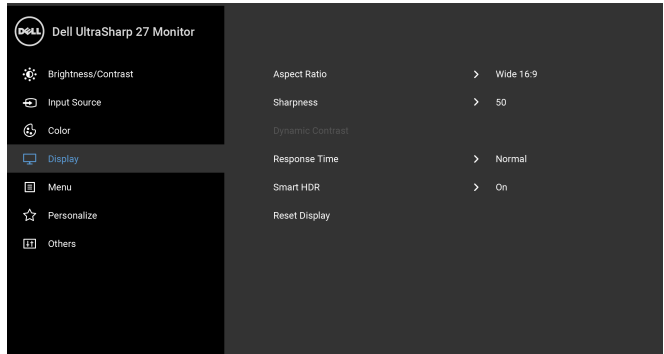 DELL Dell UltraSharp 27 Monitor
Brightness/Contrast
Aspect Ratio Wide 16:9
Input Source
Sharpness 50
Color
Dynamic Contrast
Display
Response Time Normal
Menu
Smart HDR On
Personalize
Reset Display
Others